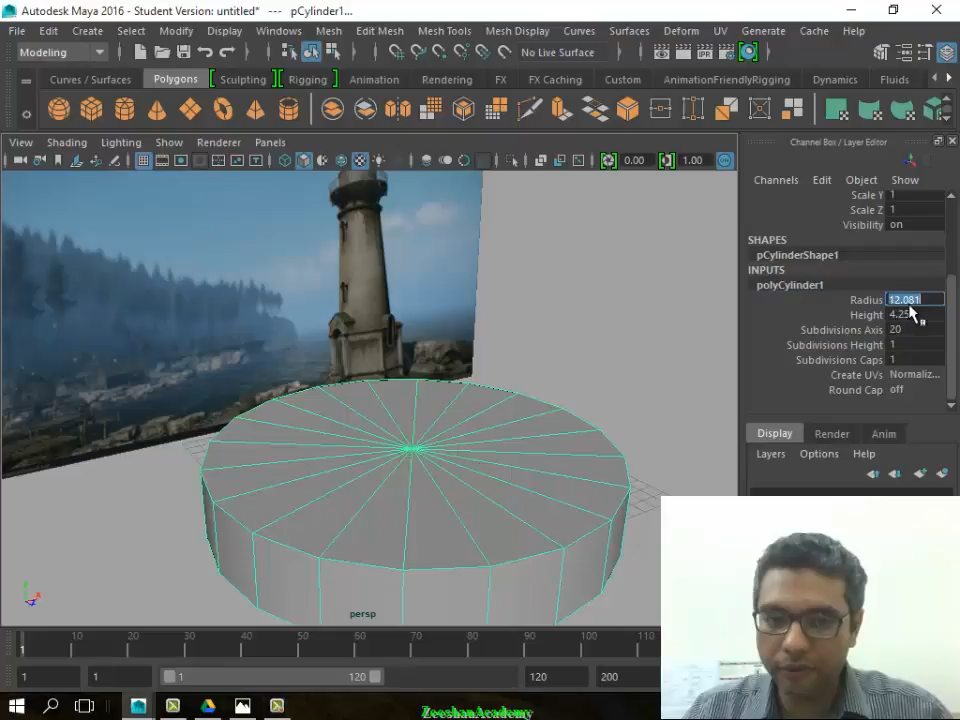 Autodesk Maya 2016 - Student Version: untitled* --- pCylinder1...
File Edit Create Select Modify Display Windows Mesh Edit Mesh Mesh Tools Mesh Display Curves Surfaces Deform UV Generate Cache Help
Modeling No Live Surface
Curves / Surfaces Polygons Sculpting Rigging Animation Rendering FX FX Caching Custom AnimationFriendlyRigging Dynamics Fluids
View Shading Lighting Show Renderer Panels
0.00 1.00
Channel Box / Layer Editor
Channels Edit Object Show
Scale Y 1
Scale Z 1
Visibility on
SHAPES
pCylinderShape1
INPUTS
polyCylinder1
Radius 12.081
Height 4.25
Subdivisions Axis 20
Subdivisions Height 1
Subdivisions Caps 1
Create UVs Normaliz...
Round Cap off
Display Render Anim
Layers Options Help
persp
1 10 20 30 40 50 60 70 80 90 100 110
1 1 1 120 120 200
ZeeshanAcademy